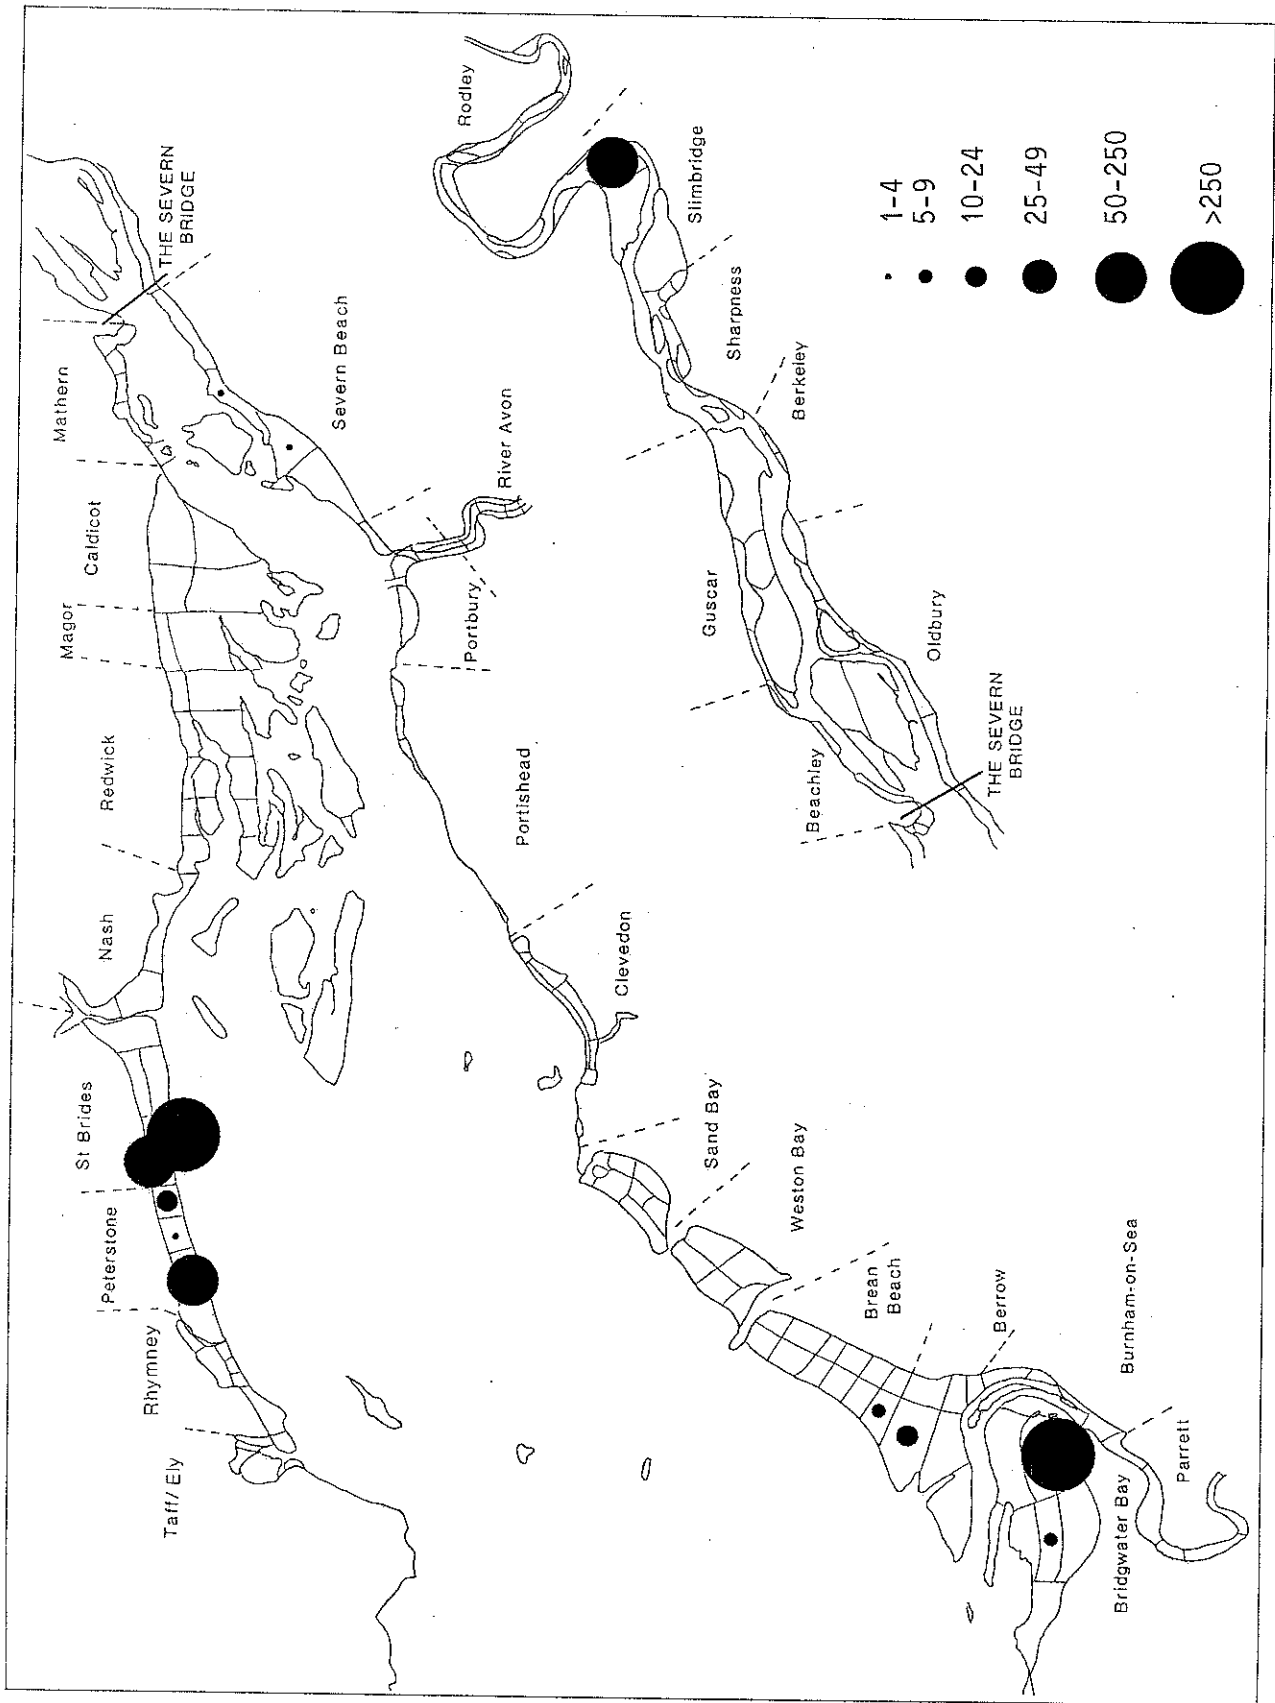 Taff/ Ely
Rhymney
Peterstone
St Brides
Nash
Redwick
Magor
Caldicot
Mathern
THE SEVERN
BRIDGE
Severn Beach
River Avon
Portbury
Portishead
Clevedon
Sand Bay
Weston Bay
Brean
Beach
Berrow
Burnham-on-Sea
Parrett
Bridgwater Bay
Rodley
Slimbridge
Sharpness
Berkeley
Guscar
Oldbury
Beachley
THE SEVERN
BRIDGE
1-4
5-9
10-24
25-49
50-250
>250